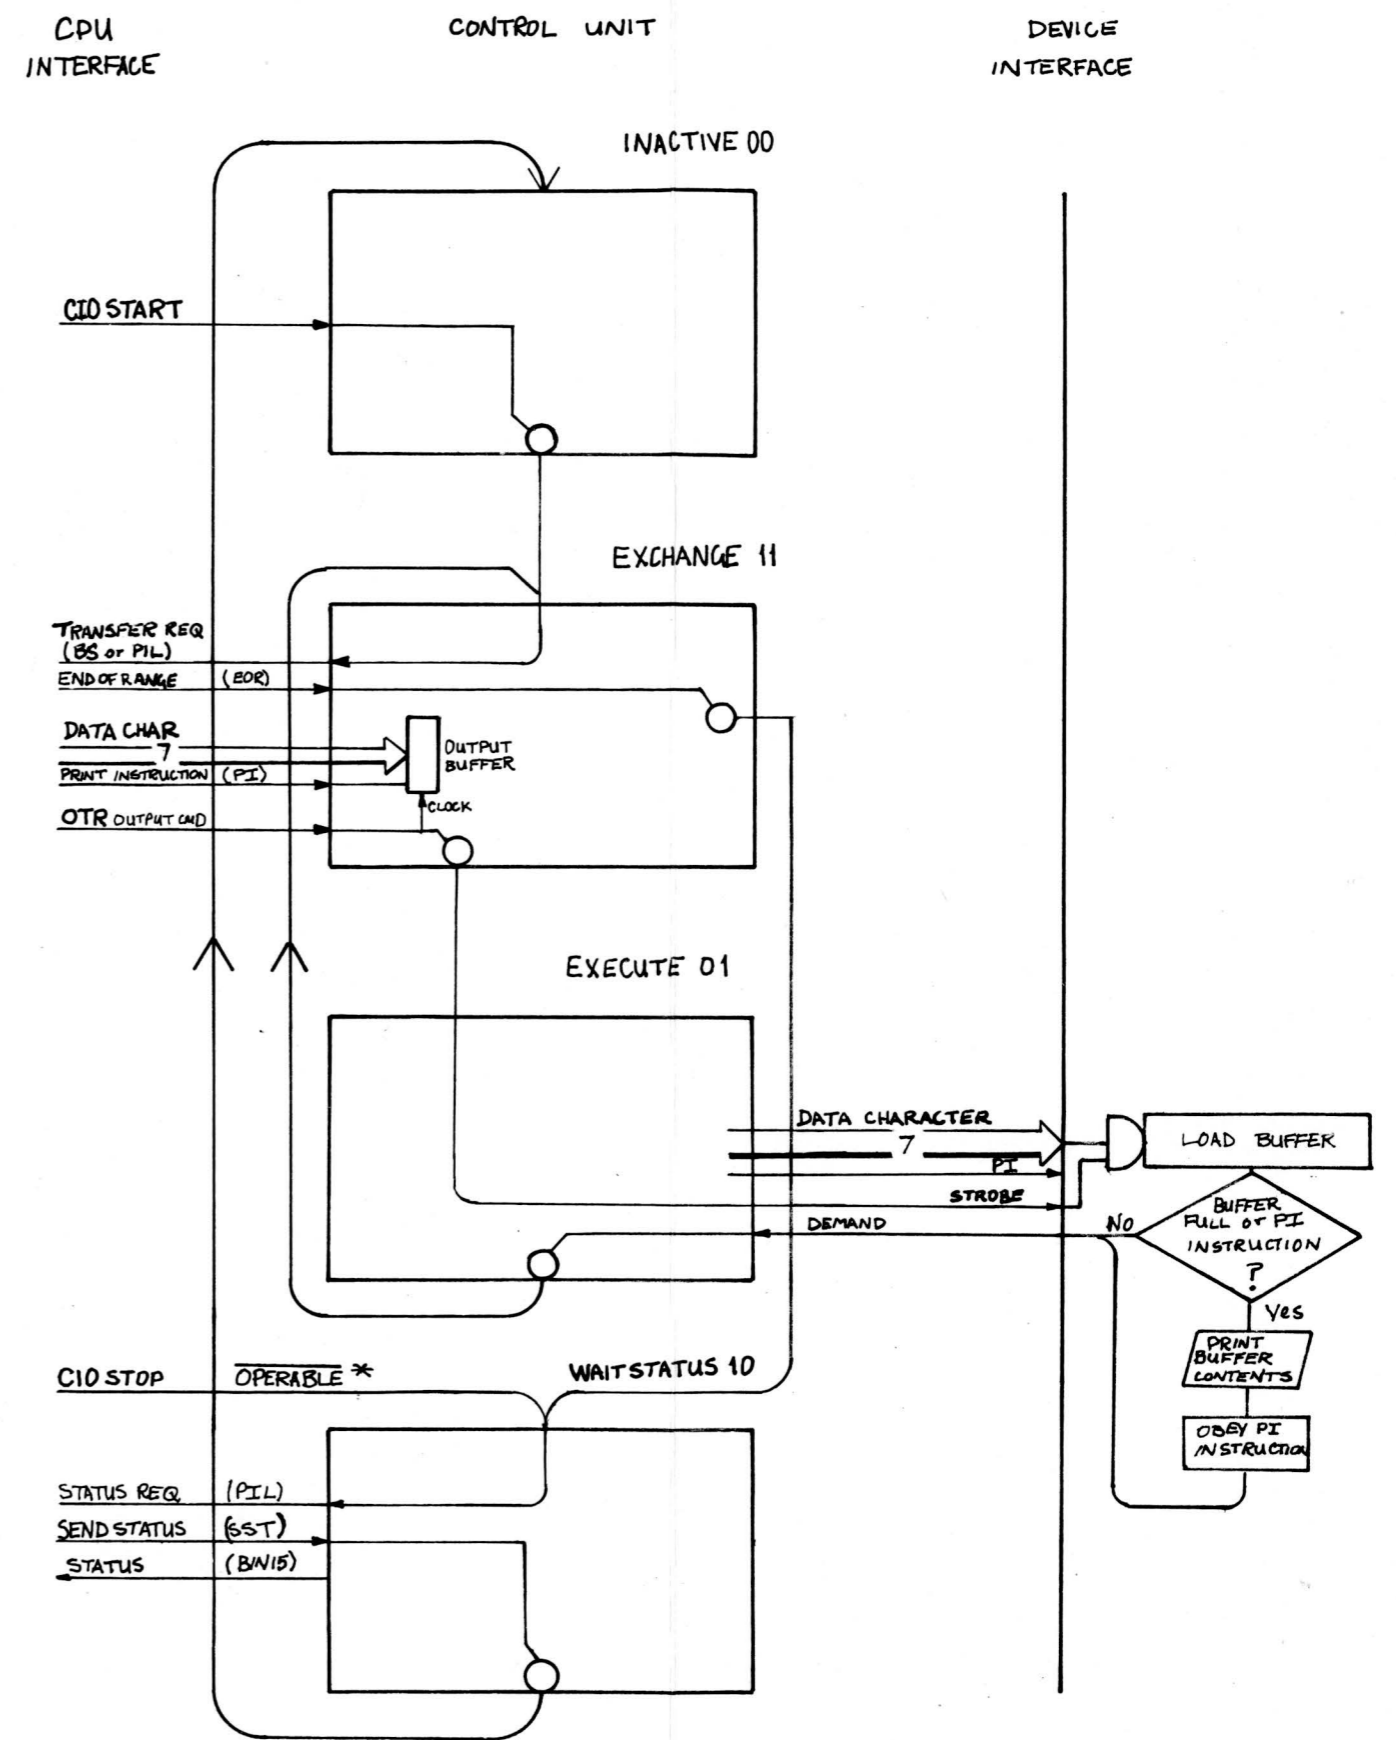 CPU
INTERFACE
CONTROL UNIT
DEVICE
INTERFACE
INACTIVE 00
CIO START
EXCHANGE 11
TRANSFER REQ
(BS or PIL)
END OF RANGE (EOR)
DATA CHAR
7
OUTPUT
BUFFER
PRINT INSTRUCTION (PI)
CLOCK
OTR OUTPUT CMD
EXECUTE 01
DATA CHARACTER
7
PI
STROBE
DEMAND
LOAD BUFFER
BUFFER
FULL or PI
INSTRUCTION
?
NO
Yes
PRINT
BUFFER
CONTENTS
OBEY PI
INSTRUCTION
CIO STOP OPERABLE *
WAIT STATUS 10
STATUS REQ (PIL)
SEND STATUS (SST)
STATUS (BIN15)